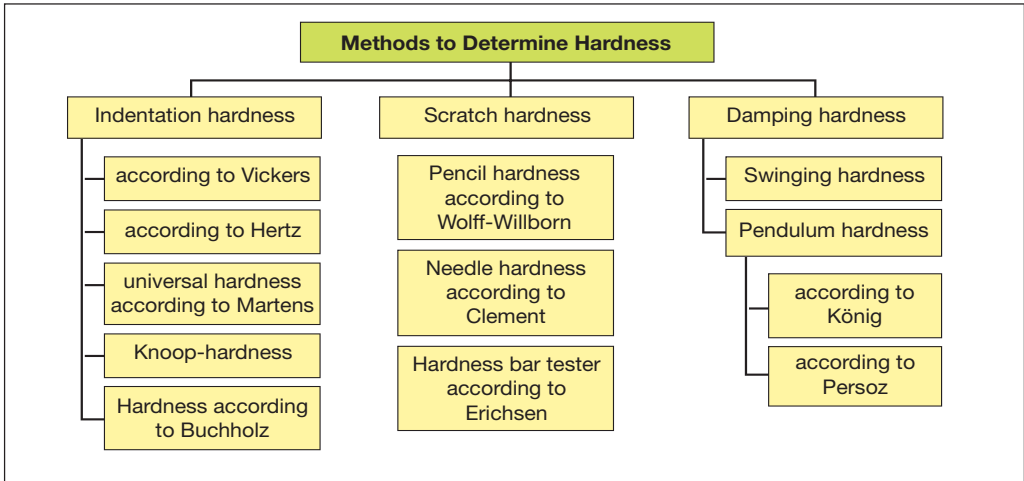 Methods to Determine Hardness
Indentation hardness
according to Vickers
according to Hertz
universal hardness
according to Martens
Knoop-hardness
Hardness according
to Buchholz
Scratch hardness
Pencil hardness
according to
Wolff-Willborn
Needle hardness
according to
Clement
Hardness bar tester
according to
Erichsen
Damping hardness
Swinging hardness
Pendulum hardness
according to
König
according to
Persoz